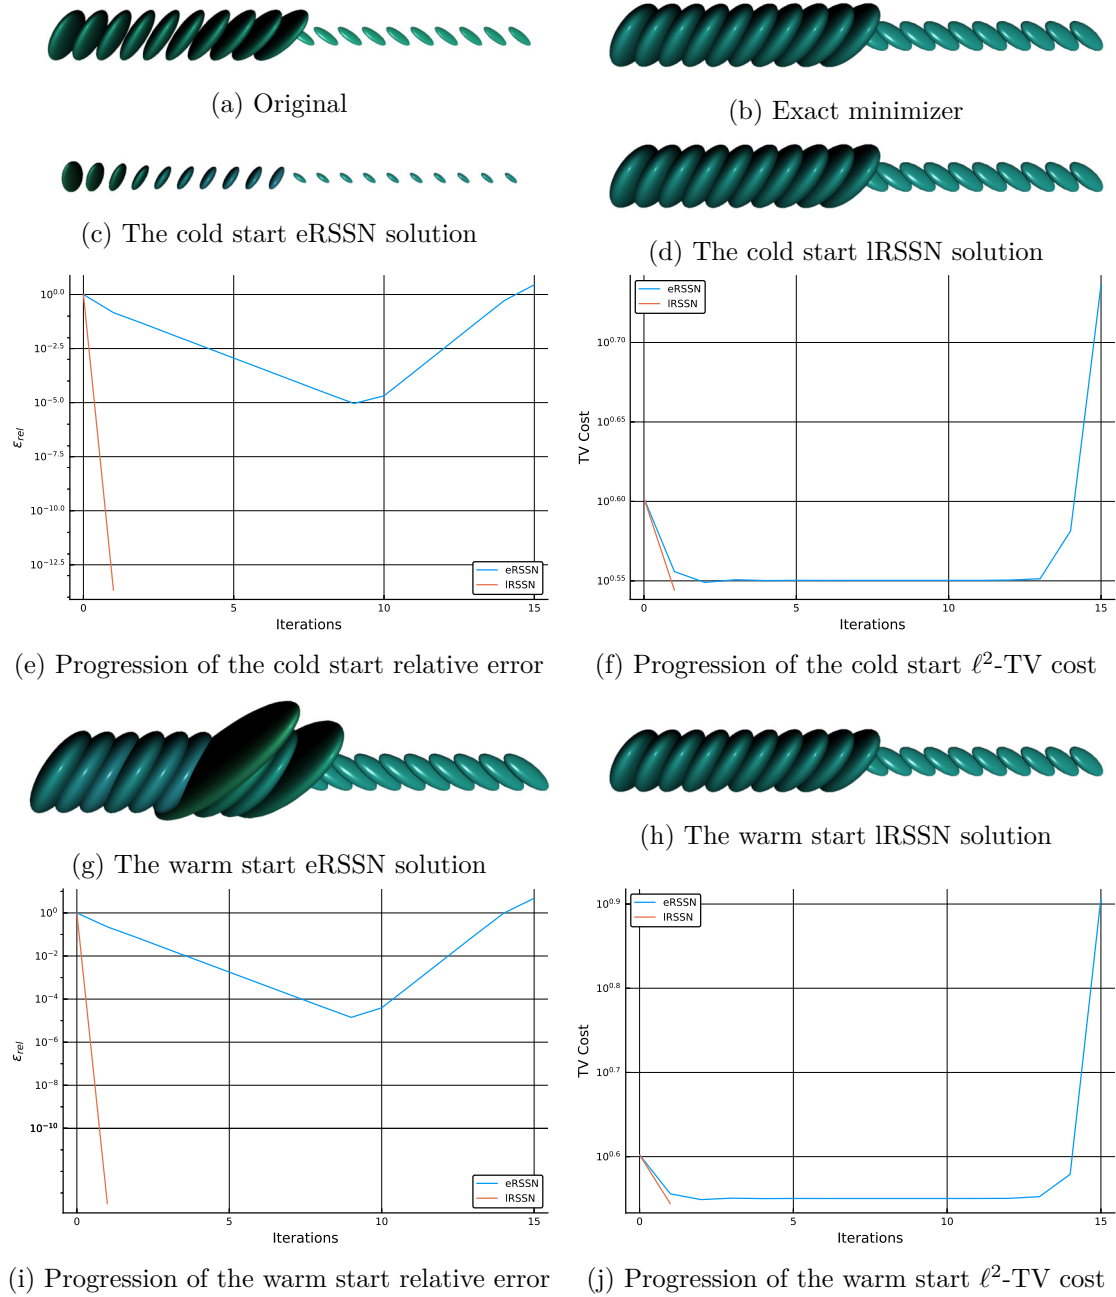 (a) Original
(b) Exact minimizer
(c) The cold start eRSSN solution
(d) The cold start lRSSN solution
10^0.0
10^−2.5
10^−5.0
10^−7.5
10^−10.0
10^−12.5
ε_rel
eRSSN
lRSSN
0 5 10 15
Iterations
eRSSN
lRSSN
10^0.70
10^0.65
10^0.60
10^0.55
TV Cost
0 5 10 15
Iterations
(e) Progression of the cold start relative error
(f) Progression of the cold start ℓ²-TV cost
(g) The warm start eRSSN solution
(h) The warm start lRSSN solution
10^0
10^−2
10^−4
10^−6
10^−8
10^−10
ε_rel
eRSSN
lRSSN
0 5 10 15
Iterations
eRSSN
lRSSN
10^0.9
10^0.8
10^0.7
10^0.6
TV Cost
0 5 10 15
Iterations
(i) Progression of the warm start relative error
(j) Progression of the warm start ℓ²-TV cost